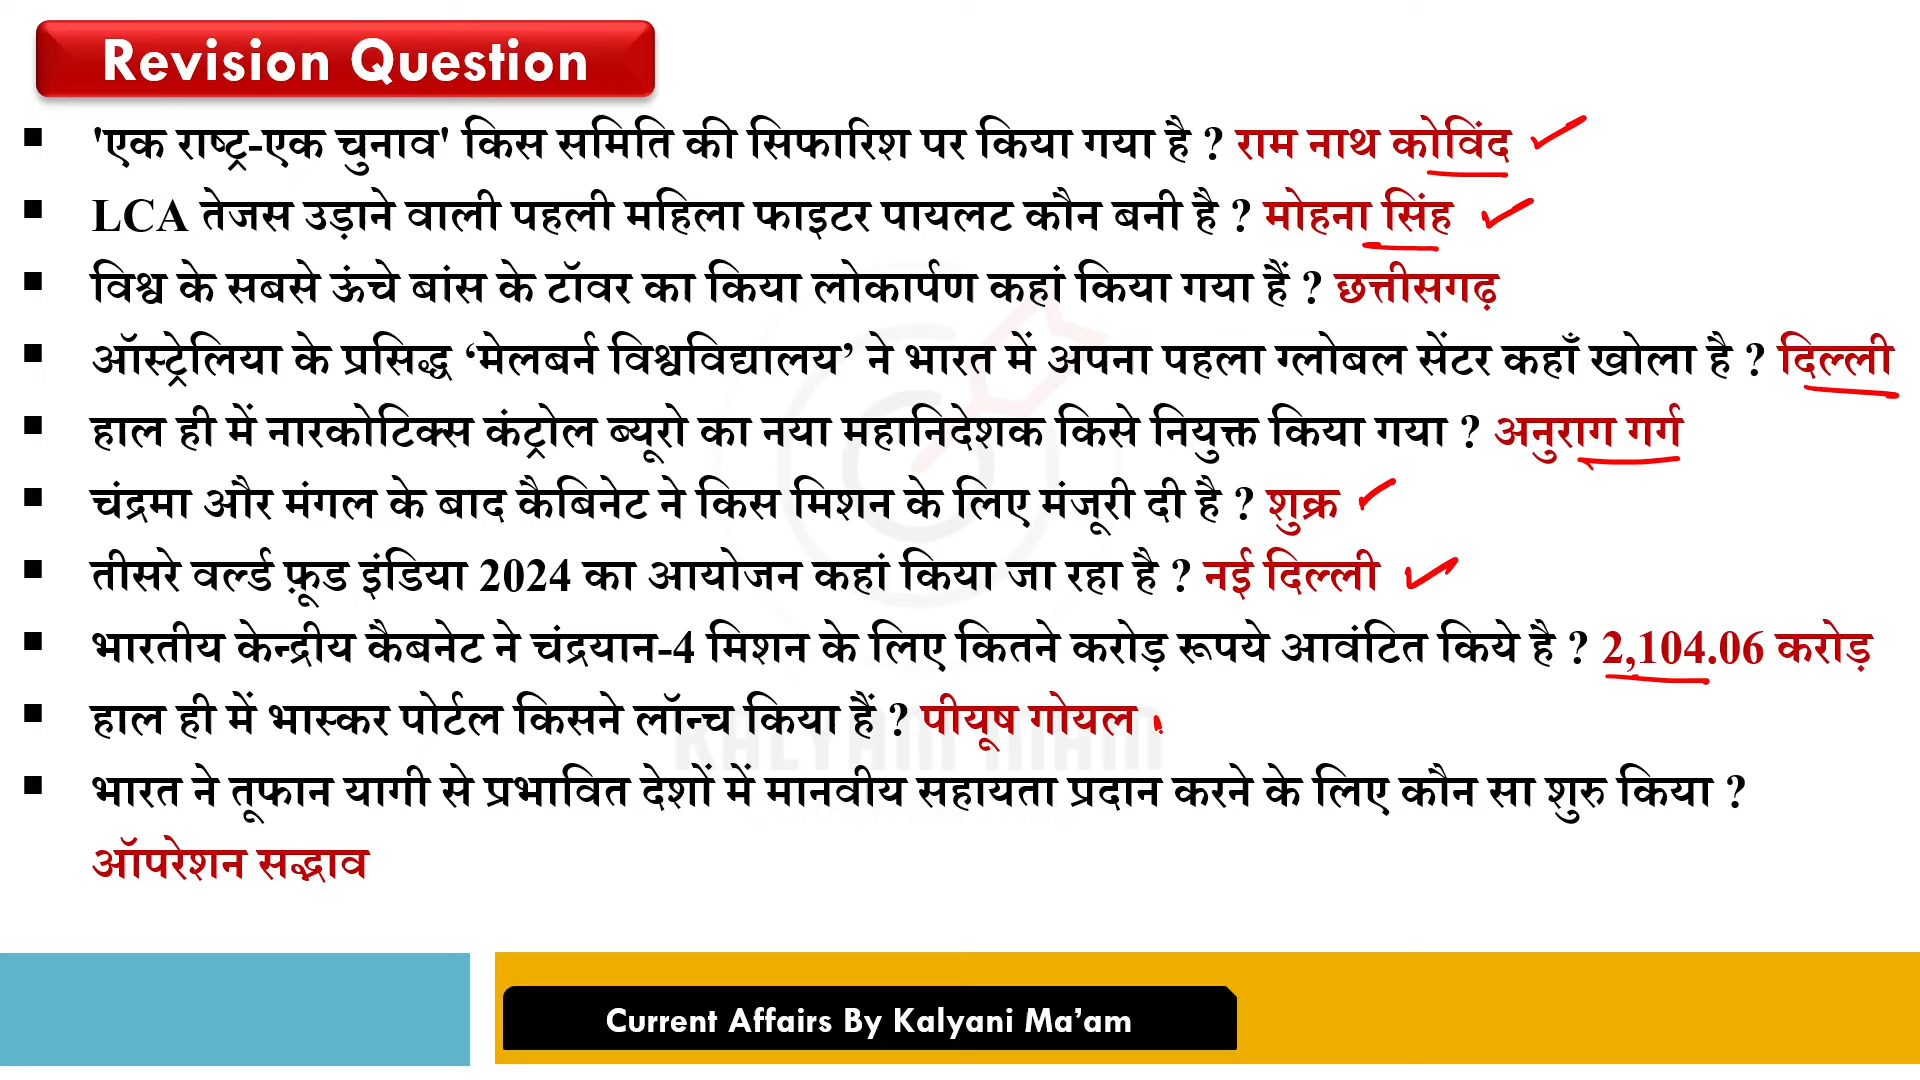 Revision Question
▪ 'एक राष्ट्र-एक चुनाव' किस समिति की सिफारिश पर किया गया है ? राम नाथ कोविंद
▪ LCA तेजस उड़ाने वाली पहली महिला फाइटर पायलट कौन बनी है ? मोहना सिंह
▪ विश्व के सबसे ऊंचे बांस के टॉवर का किया लोकार्पण कहां किया गया हैं ? छत्तीसगढ़
▪ ऑस्ट्रेलिया के प्रसिद्ध ‘मेलबर्न विश्वविद्यालय’ ने भारत में अपना पहला ग्लोबल सेंटर कहाँ खोला है ? दिल्ली
▪ हाल ही में नारकोटिक्स कंट्रोल ब्यूरो का नया महानिदेशक किसे नियुक्त किया गया ? अनुराग गर्ग
▪ चंद्रमा और मंगल के बाद कैबिनेट ने किस मिशन के लिए मंजूरी दी है ? शुक्र
▪ तीसरे वर्ल्ड फ़ूड इंडिया 2024 का आयोजन कहां किया जा रहा है ? नई दिल्ली
▪ भारतीय केन्द्रीय कैबनेट ने चंद्रयान-4 मिशन के लिए कितने करोड़ रूपये आवंटित किये है ? 2,104.06 करोड़
▪ हाल ही में भास्कर पोर्टल किसने लॉन्च किया हैं ? पीयूष गोयल
KALYANI MAM
▪ भारत ने तूफान यागी से प्रभावित देशों में मानवीय सहायता प्रदान करने के लिए कौन सा शुरु किया ?
ऑपरेशन सद्भाव
Current Affairs By Kalyani Ma’am